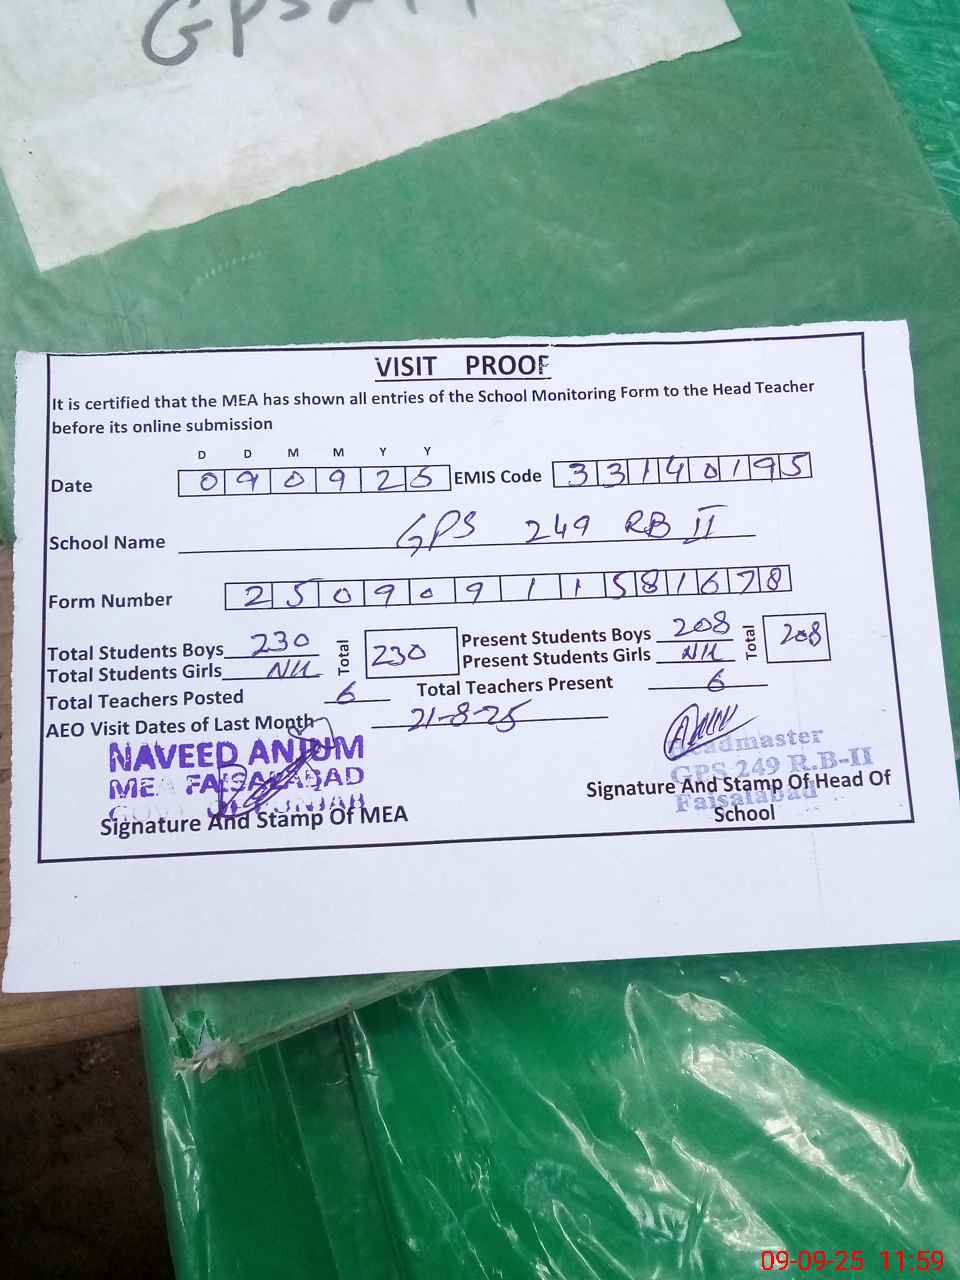 GPS 249
VISIT PROOF
It is certified that the MEA has shown all entries of the School Monitoring Form to the Head Teacher
before its online submission
D D M M Y Y
Date 0 9 0 9 2 5 EMIS Code 3 3 1 4 0 1 9 5
School Name GPS 249 RB II
Form Number 2 5 0 9 0 9 1 1 5 8 1 6 7 8
Total Students Boys 230 Total 230 Present Students Boys 208 Total 208
Total Students Girls Nil Present Students Girls Nil
Total Teachers Posted 6 Total Teachers Present 6
AEO Visit Dates of Last Month 21-8-25
NAVEED ANJUM
MEA FAISALABAD
PUNJAB
Signature And Stamp Of MEA
Headmaster
GPS 249 R.B-II
Faisalabad
Signature And Stamp Of Head Of
School
09-09-25 11:59